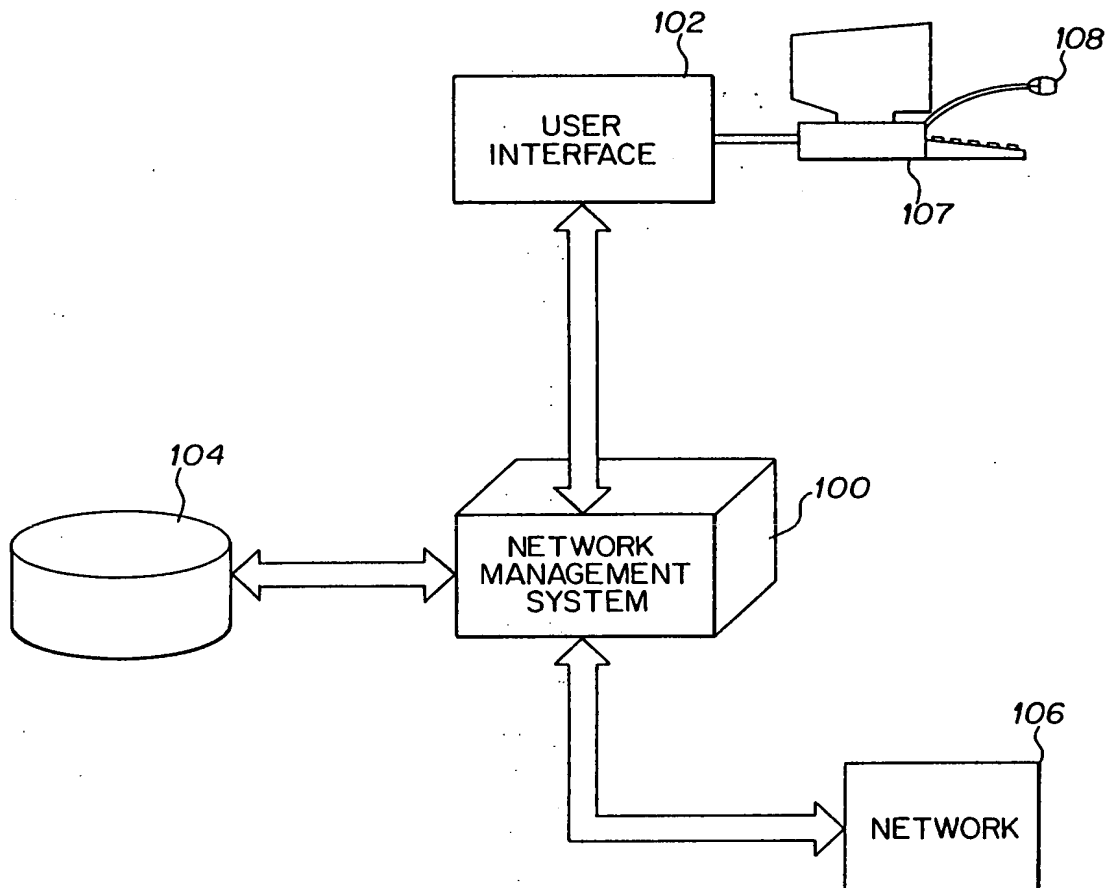 102
108
USER
INTERFACE
107
104
100
NETWORK
MANAGEMENT
SYSTEM
106
NETWORK